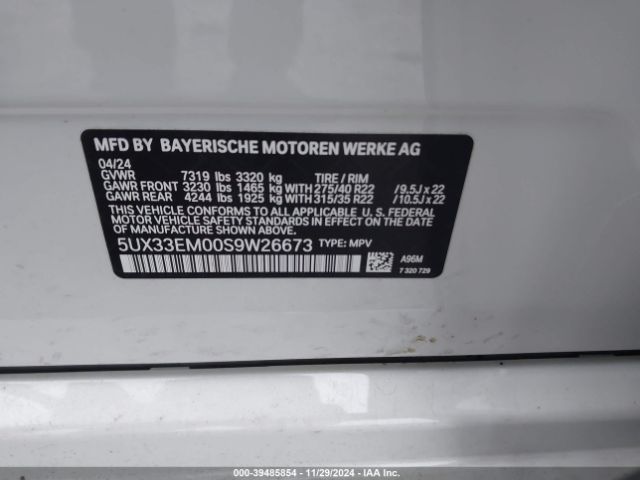 MFD BY BAYERISCHE MOTOREN WERKE AG
04/24
GVWR 7319 lbs 3320 kg TIRE / RIM
GAWR FRONT 3230 lbs 1465 kg WITH 275/40 R22 /9.5J x 22
GAWR REAR 4244 lbs 1925 kg WITH 315/35 R22 /10.5J x 22
THIS VEHICLE CONFORMS TO ALL APPLICABLE U.S. FEDERAL
MOTOR VEHICLE SAFETY STANDARDS IN EFFECT ON THE DATE
OF MANUFACTURE SHOWN ABOVE.
5UX33EM00S9W26673 TYPE: MPV
A96M
7 320 729
000-39485854 | 11/29/2024 | IAA Inc.